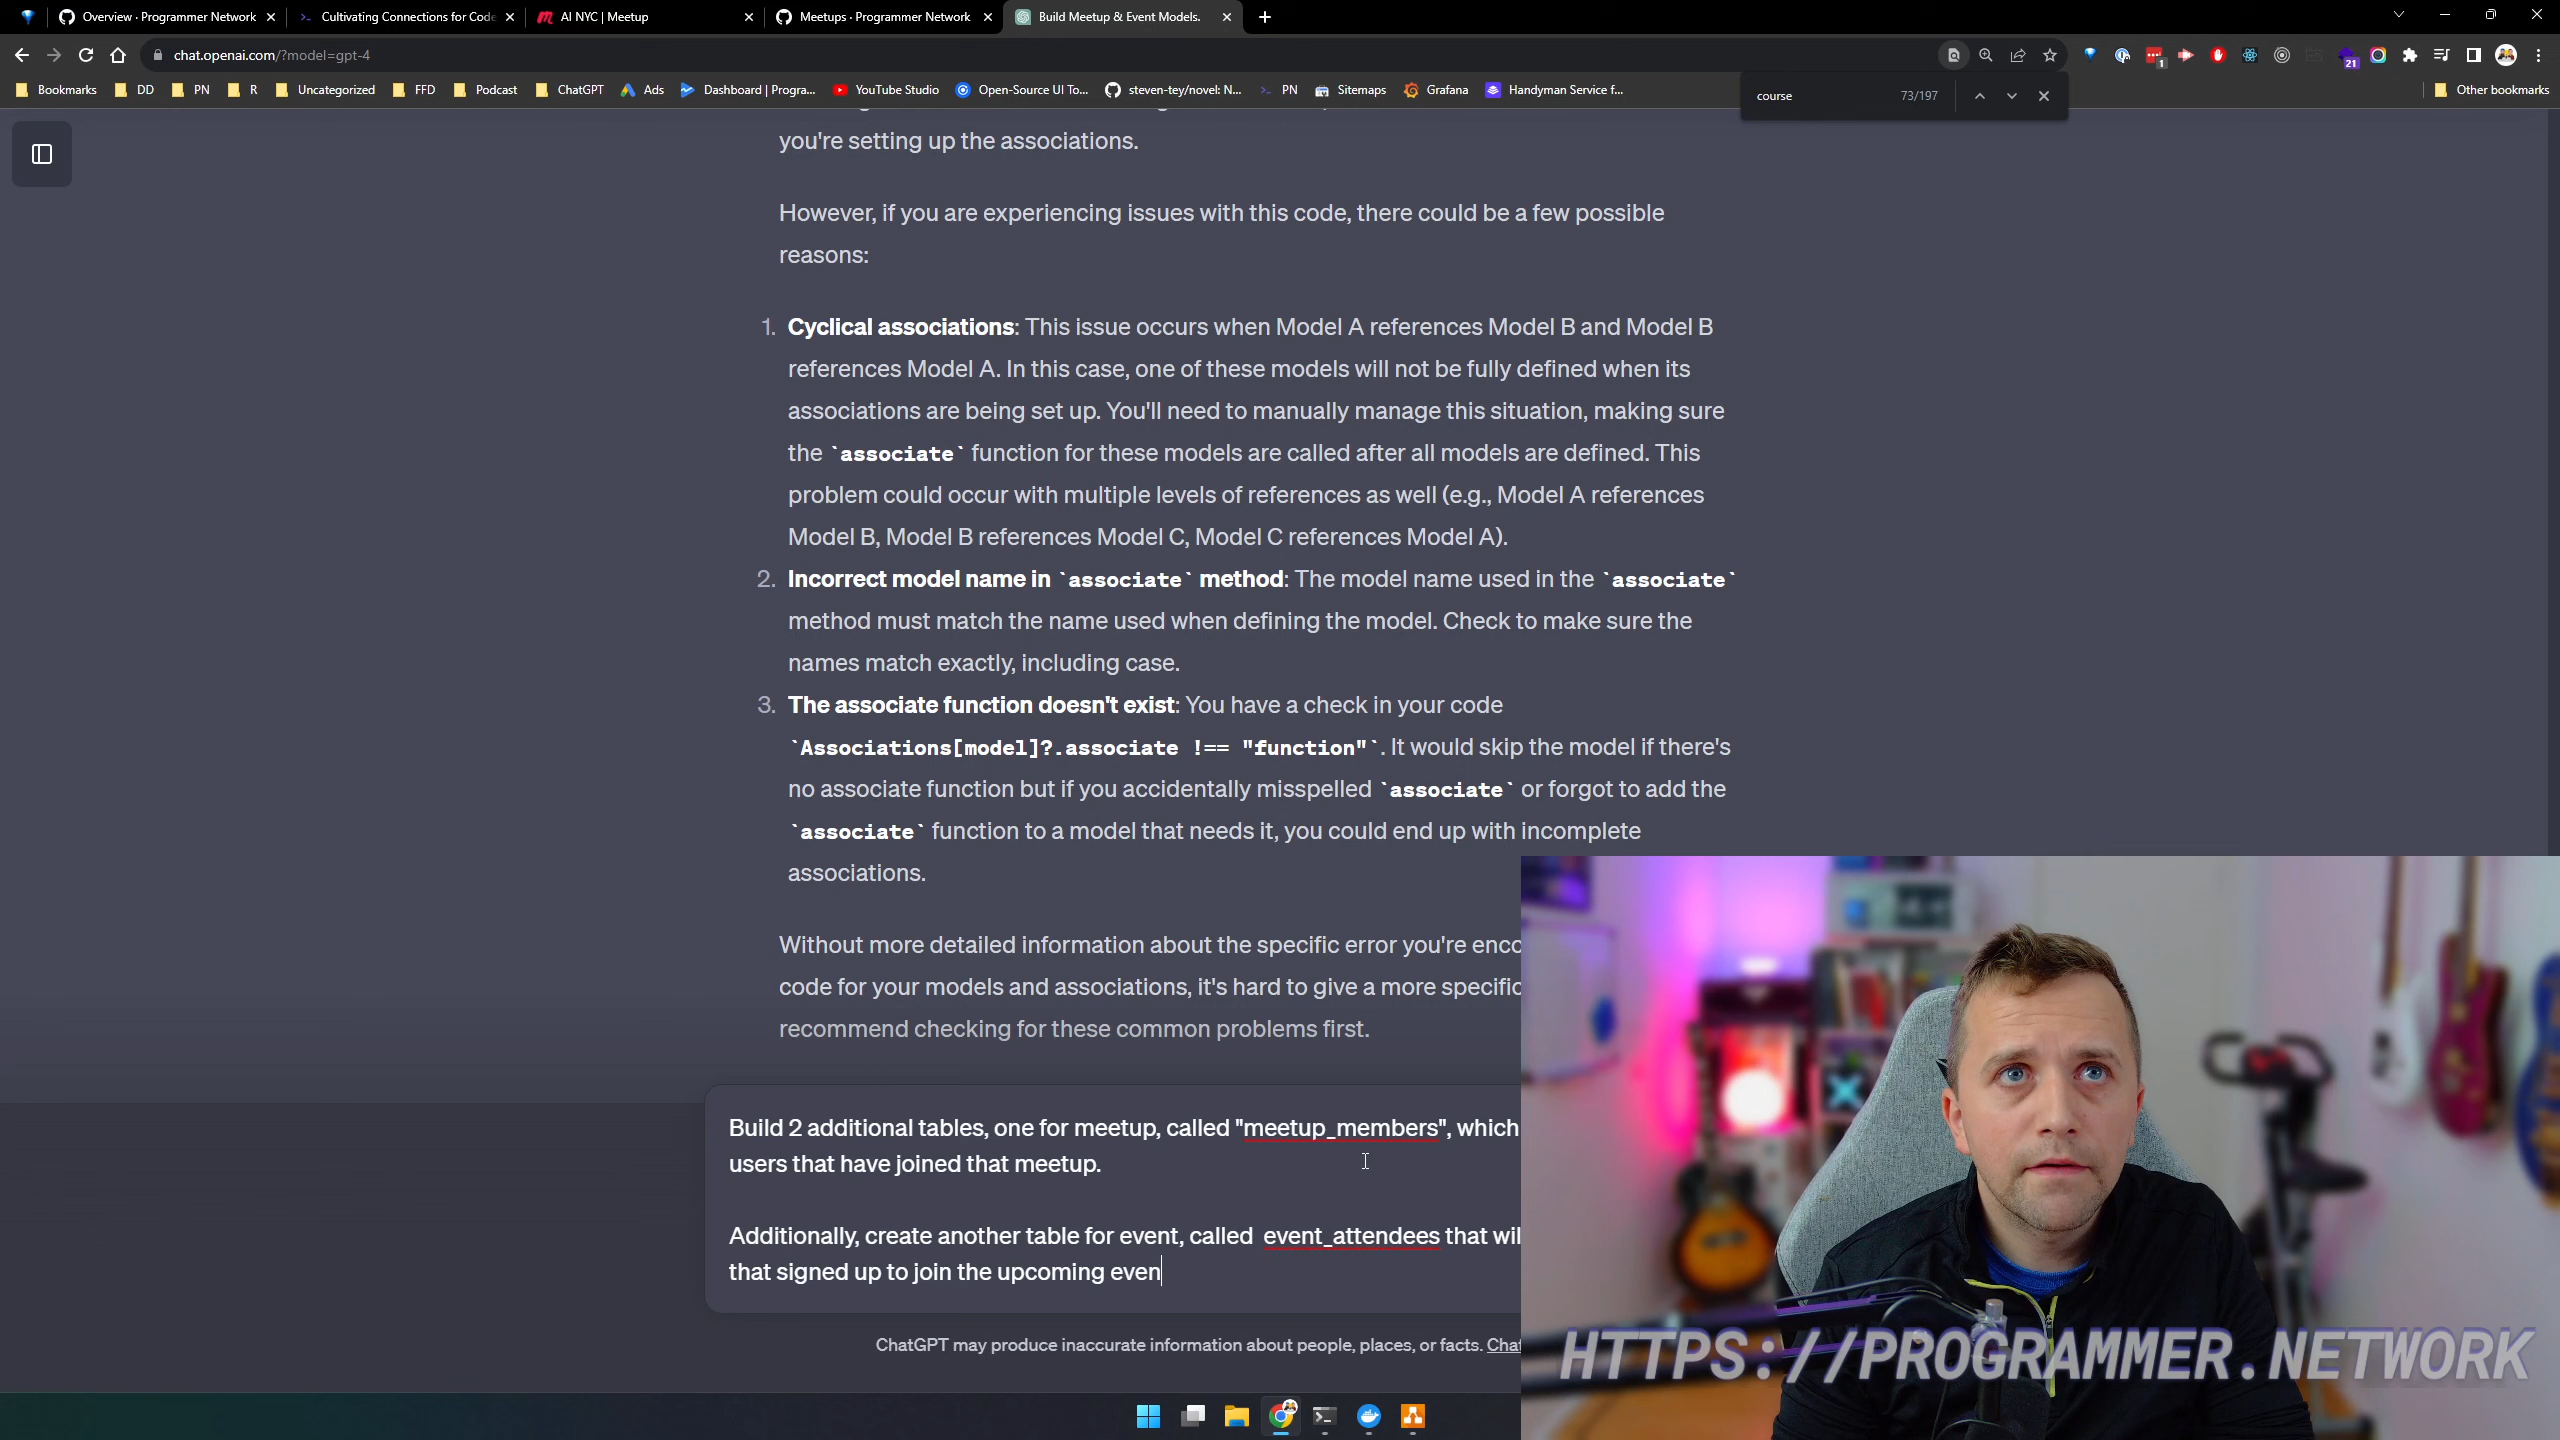 Overview · Programmer Network
Cultivating Connections for Code
AI NYC | Meetup
Meetups · Programmer Network
Build Meetup & Event Models.
chat.openai.com/?model=gpt-4
1
21
Bookmarks
DD
PN
R
Uncategorized
FFD
Podcast
ChatGPT
Ads
Dashboard | Progra...
YouTube Studio
Open-Source UI To...
steven-tey/novel: N...
PN
Sitemaps
Grafana
Handyman Service f...
Other bookmarks
course
73/197
you're setting up the associations.
However, if you are experiencing issues with this code, there could be a few possible
reasons:
1. Cyclical associations: This issue occurs when Model A references Model B and Model B
references Model A. In this case, one of these models will not be fully defined when its
associations are being set up. You'll need to manually manage this situation, making sure
the `associate` function for these models are called after all models are defined. This
problem could occur with multiple levels of references as well (e.g., Model A references
Model B, Model B references Model C, Model C references Model A).
2. Incorrect model name in `associate` method: The model name used in the `associate`
method must match the name used when defining the model. Check to make sure the
names match exactly, including case.
3. The associate function doesn't exist: You have a check in your code
`Associations[model]?.associate !== "function"`. It would skip the model if there's
no associate function but if you accidentally misspelled `associate` or forgot to add the
`associate` function to a model that needs it, you could end up with incomplete
associations.
Without more detailed information about the specific error you're enco
code for your models and associations, it's hard to give a more specific
recommend checking for these common problems first.
Build 2 additional tables, one for meetup, called "meetup_members", which
users that have joined that meetup.
Additionally, create another table for event, called event_attendees that wil
that signed up to join the upcoming even
ChatGPT may produce inaccurate information about people, places, or facts. Chat
HTTPS://PROGRAMMER.NETWORK